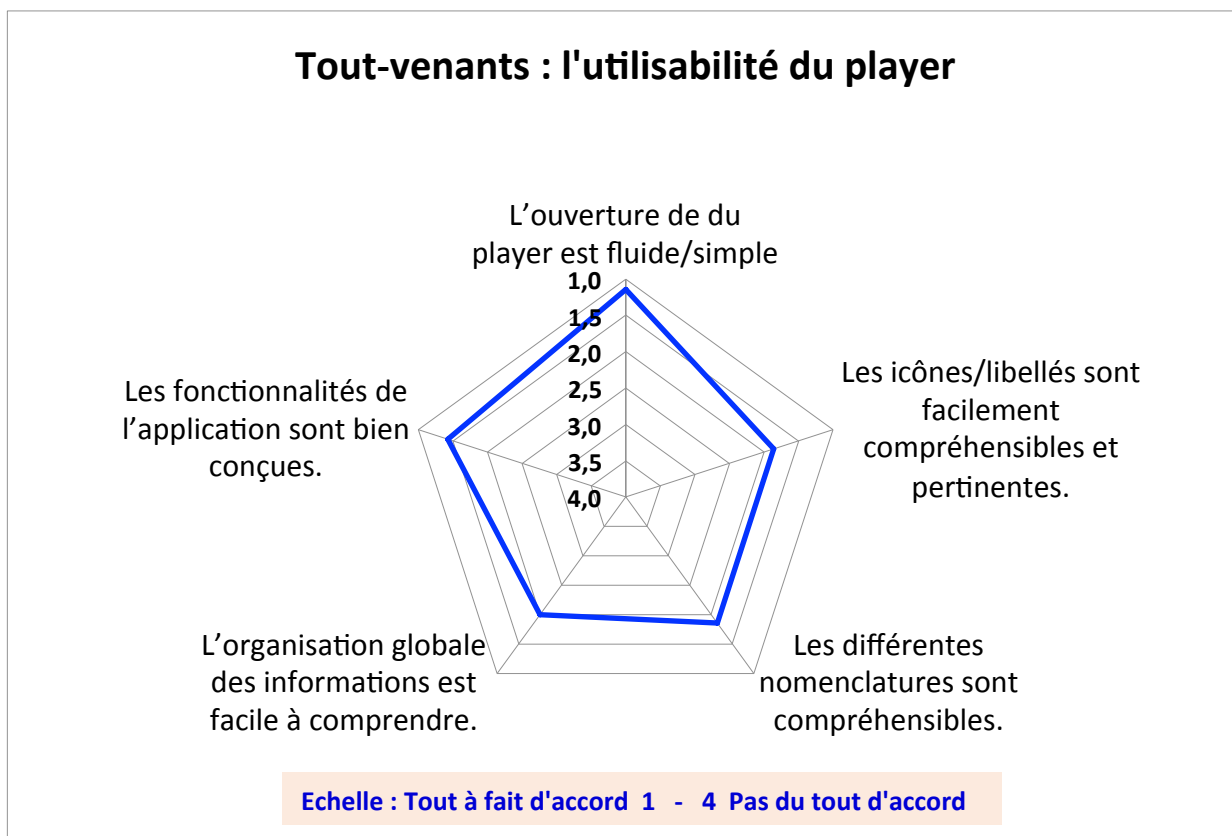 Tout-venants : l'utilisabilité du player
L’ouverture de du
player est fluide/simple
1,0
1,5
2,0
2,5
3,0
3,5
4,0
Les icônes/libellés sont
facilement
compréhensibles et
pertinentes.
Les différentes
nomenclatures sont
compréhensibles.
L’organisation globale
des informations est
facile à comprendre.
Les fonctionnalités de
l’application sont bien
conçues.
Echelle : Tout à fait d'accord 1 - 4 Pas du tout d'accord